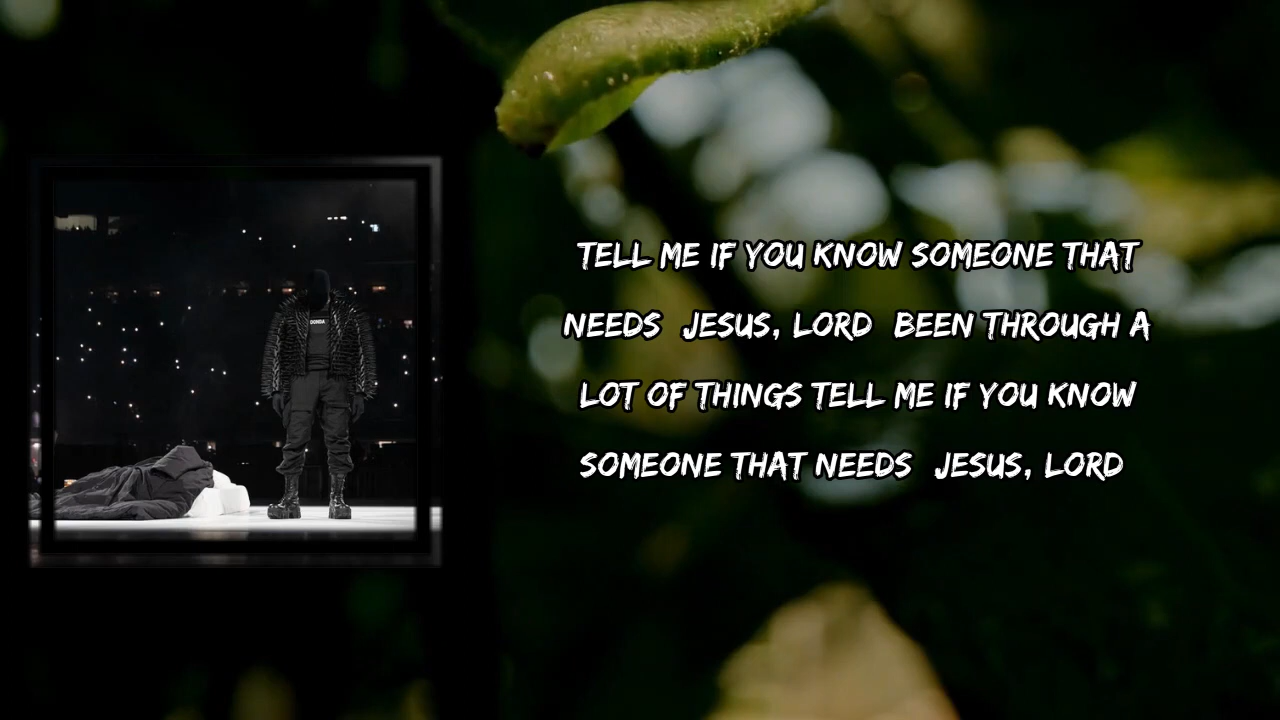 DONDA
TELL ME IF YOU KNOW SOMEONE THAT
NEEDS JESUS, LORD BEEN THROUGH A
LOT OF THINGS TELL ME IF YOU KNOW
SOMEONE THAT NEEDS JESUS, LORD